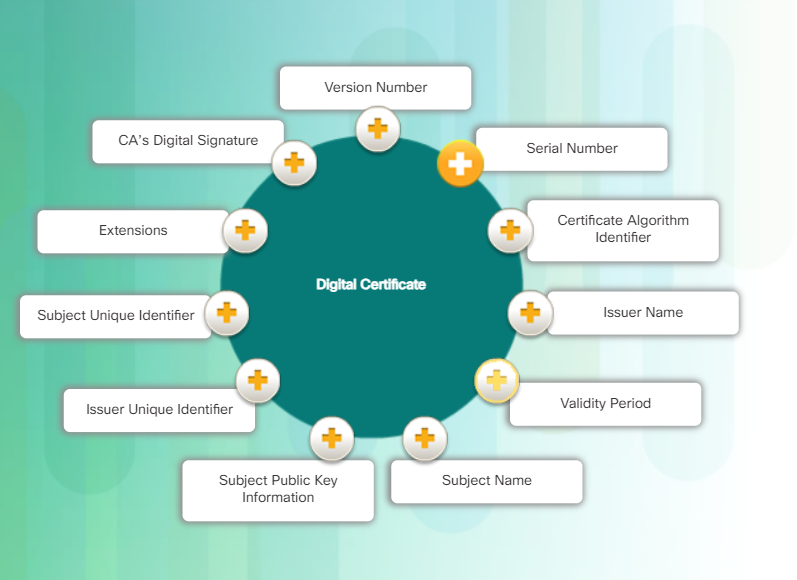 Version Number
CA's Digital Signature
Serial Number
Extensions
Certificate Algorithm
Identifier
Digital Certificate
Subject Unique Identifier
Issuer Name
Issuer Unique Identifier
Validity Period
Subject Public Key
Information
Subject Name